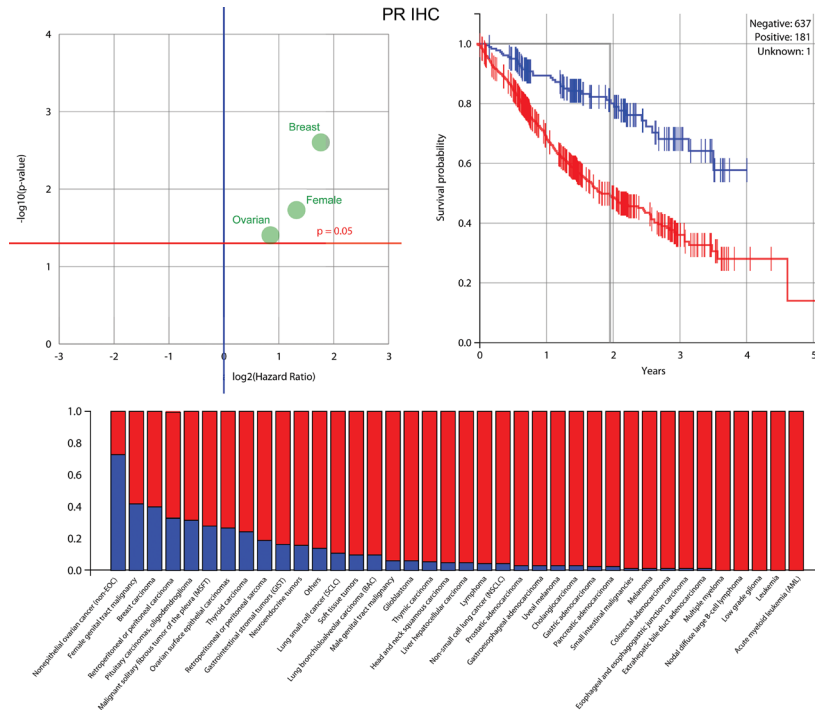 PR IHC
4
3
2
1
0
-3
-2
-1
0
1
2
3
-log10(p-value)
log2(Hazard Ratio)
Breast
Female
Ovarian
p = 0.05
Negative: 637
Positive: 181
Unknown: 1
1.0
0.8
0.6
0.4
0.2
0.0
0
1
2
3
4
5
Survival probability
Years
1.0
0.8
0.6
0.4
0.2
0.0
Nonepithelial ovarian cancer (non-EOC)
Female genital tract malignancy
Breast carcinoma
Retroperitoneal or peritoneal carcinoma
Pituitary carcinomas, oligodendroglioma
Malignant solitary fibrous tumor of the pleura (MSFT)
Ovarian surface epithelial carcinomas
Thyroid carcinoma
Retroperitoneal or peritoneal sarcoma
Gastrointestinal stromal tumors (GIST)
Neuroendocrine tumors
Others
Lung small cell cancer (SCLC)
Soft tissue tumors
Lung bronchioloalveolar carcinoma (BAC)
Male genital tract malignancy
Glioblastoma
Thymic carcinoma
Head and neck squamous carcinoma
Liver hepatocellular carcinoma
Lymphoma
Non-small cell lung cancer (NSCLC)
Prostatic adenocarcinoma
Gastroesophageal adenocarcinoma
Uveal melanoma
Cholangiocarcinoma
Gastric adenocarcinoma
Pancreatic adenocarcinoma
Small intestinal malignancies
Melanoma
Colorectal adenocarcinoma
Esophageal and esophagogastric junction carcinoma
Extrahepatic bile duct adenocarcinoma
Multiple myeloma
Nodal diffuse large B-cell lymphoma
Low grade glioma
Leukemia
Acute myeloid leukemia (AML)